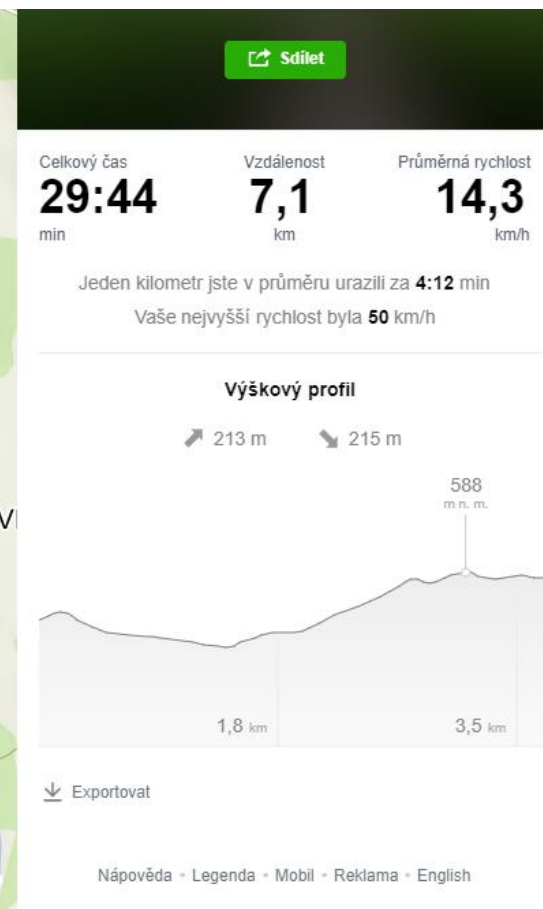 Sdílet
Celkový čas Vzdálenost Průměrná rychlost
29:44 7,1 14,3
min km km/h
Jeden kilometr jste v průměru urazili za 4:12 min
Vaše nejvyšší rychlost byla 50 km/h
Výškový profil
213 m 215 m
588
m n. m.
1,8 km 3,5 km
Exportovat
Nápověda • Legenda • Mobil • Reklama • English